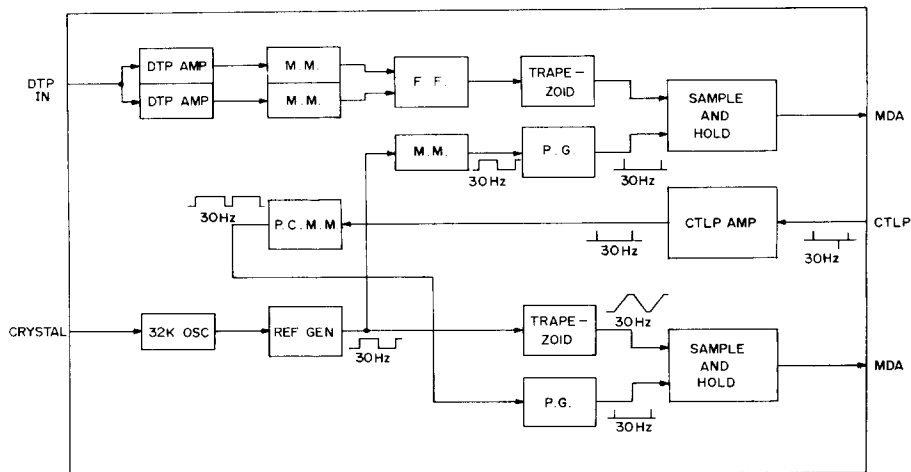 DTP IN
DTP AMP
DTP AMP
M. M.
M. M.
F. F.
TRAPE-
ZOID
SAMPLE
AND
HOLD
MDA
M.M.
30Hz
P. G.
30Hz
30Hz
P.C.M.M
30Hz
CTLP AMP
30Hz
CTLP
CRYSTAL
32K OSC
REF GEN
30Hz
TRAPE-
ZOID
30Hz
SAMPLE
AND
HOLD
MDA
P.G.
30Hz